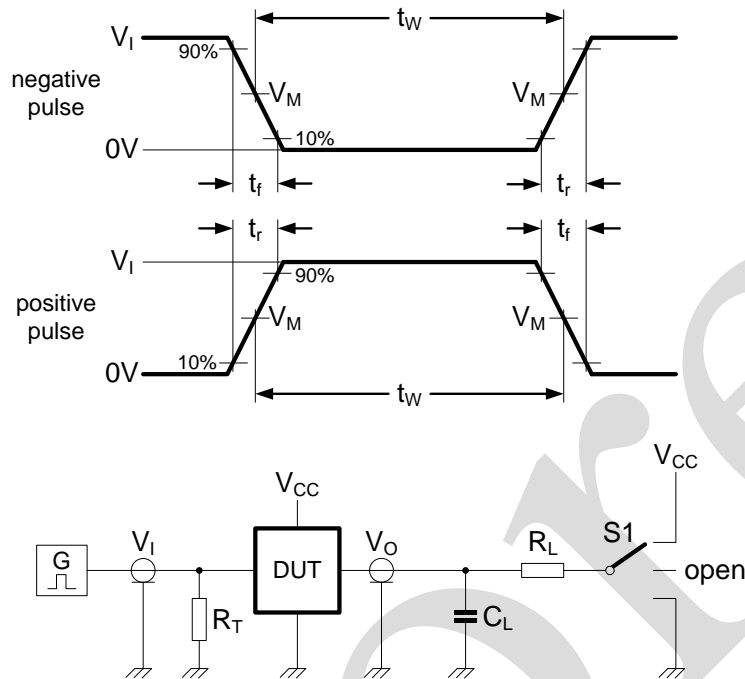 t_W
V_I
90%
negative
pulse
V_M
V_M
0V
10%
t_f
t_r
t_r
t_f
V_I
90%
positive
pulse
V_M
V_M
10%
0V
t_W
V_CC
V_CC
S1
G
V_I
DUT
V_O
R_L
open
R_T
C_L